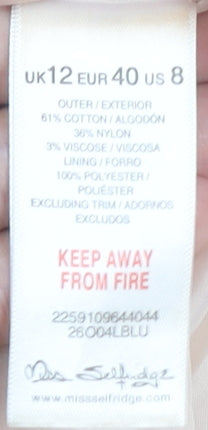 UK12 EUR 40 US 8
OUTER / EXTERIOR
61% COTTON / ALGODÓN
36% NYLON
3% VISCOSE / VISCOSA
LINING / FORRO
100% POLYESTER /
POLIÉSTER
EXCLUDING TRIM / ADORNOS
EXCLUDOS
KEEP AWAY
FROM FIRE
2259109644044
26O04LBLU
Miss Selfridge
www.missselfridge.com